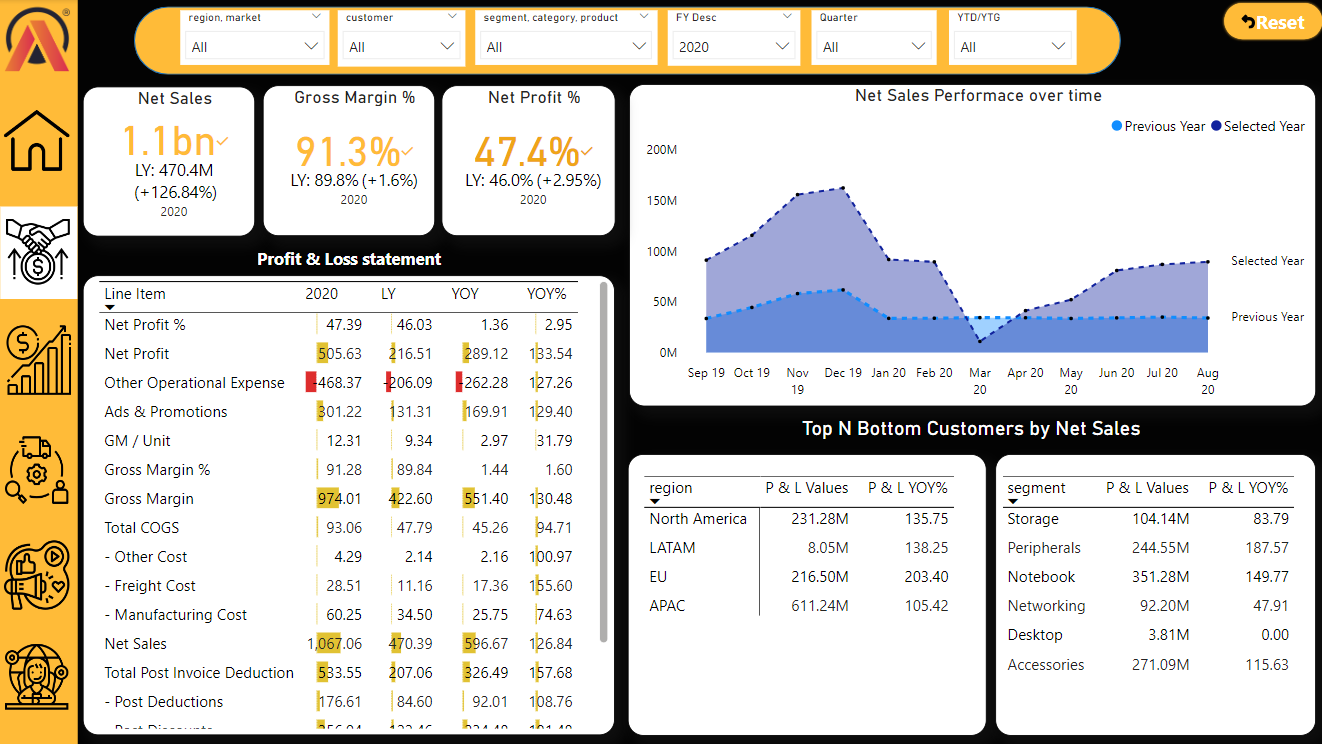 region, market
customer
segment, category, product
FY Desc
Quarter
YTD/YTG
All
All
All
2020
All
All
Reset
Net Sales
1.1bn
LY: 470.4M
(+126.84%)
2020
Gross Margin %
91.3%
LY: 89.8% (+1.6%)
2020
Net Profit %
47.4%
LY: 46.0% (+2.95%)
2020
Net Sales Performace over time
Previous Year Selected Year
200M
150M
100M
50M
0M
Selected Year
Previous Year
Sep 19 Oct 19 Nov 19 Dec 19 Jan 20 Feb 20 Mar 20 Apr 20 May 20 Jun 20 Jul 20 Aug 20
Profit & Loss statement
Line Item 2020 LY YOY YOY%
Net Profit % 47.39 46.03 1.36 2.95
Net Profit 505.63 216.51 289.12 133.54
Other Operational Expense -468.37 -206.09 -262.28 127.26
Ads & Promotions 301.22 131.31 169.91 129.40
GM / Unit 12.31 9.34 2.97 31.79
Gross Margin % 91.28 89.84 1.44 1.60
Gross Margin 974.01 422.60 551.40 130.48
Total COGS 93.06 47.79 45.26 94.71
- Other Cost 4.29 2.14 2.16 100.97
- Freight Cost 28.51 11.16 17.36 155.60
- Manufacturing Cost 60.25 34.50 25.75 74.63
Net Sales 1,067.06 470.39 596.67 126.84
Total Post Invoice Deduction 533.55 207.06 326.49 157.68
- Post Deductions 176.61 84.60 92.01 108.76
Top N Bottom Customers by Net Sales
region P & L Values P & L YOY%
North America 231.28M 135.75
LATAM 8.05M 138.25
EU 216.50M 203.40
APAC 611.24M 105.42
segment P & L Values P & L YOY%
Storage 104.14M 83.79
Peripherals 244.55M 187.57
Notebook 351.28M 149.77
Networking 92.20M 47.91
Desktop 3.81M 0.00
Accessories 271.09M 115.63